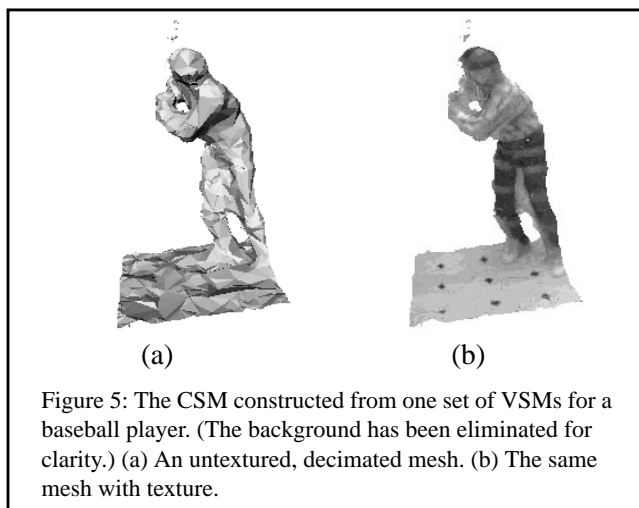 (a)
(b)
Figure 5: The CSM constructed from one set of VSMs for a
baseball player. (The background has been eliminated for
clarity.) (a) An untextured, decimated mesh. (b) The same
mesh with texture.